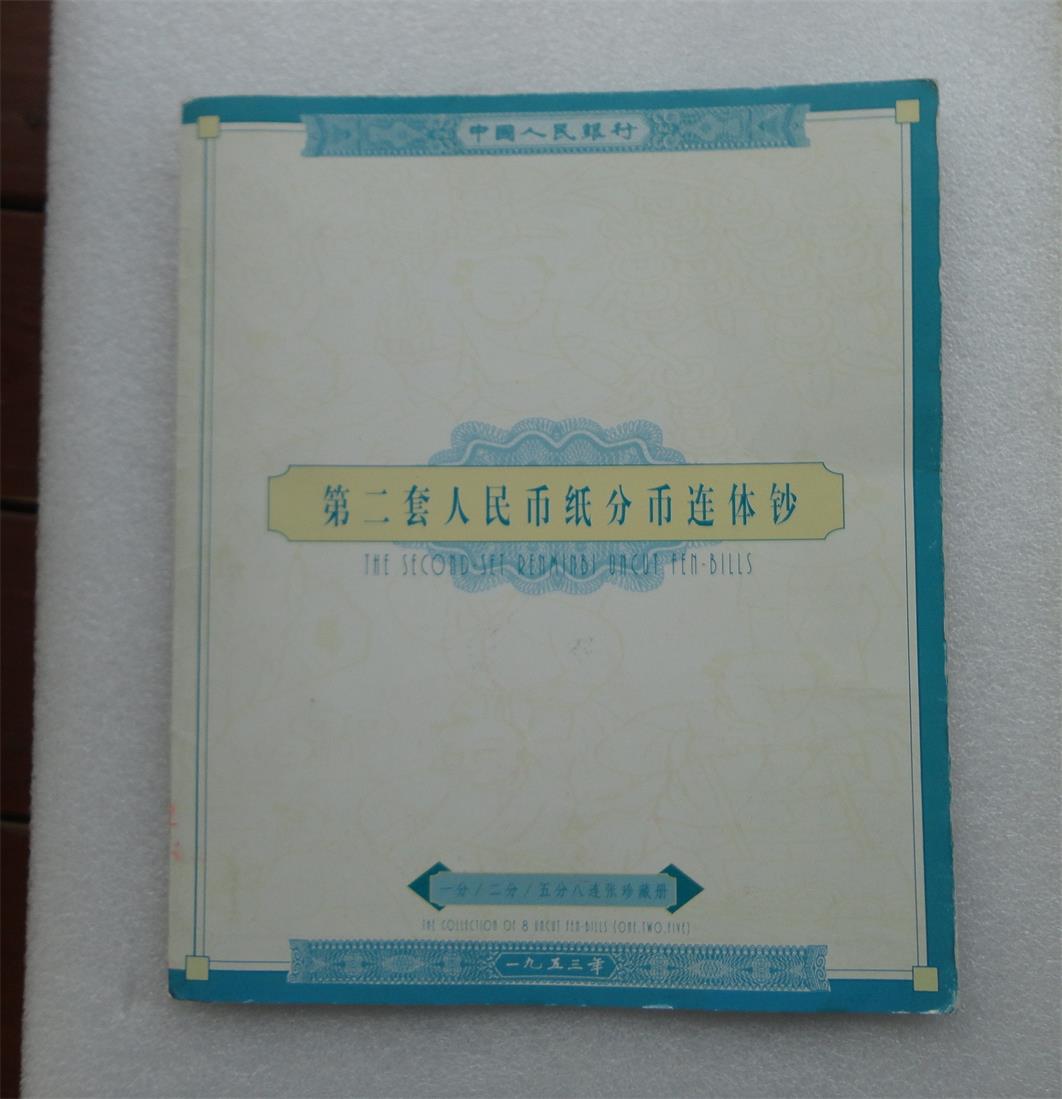 中國人民銀行
第二套人民币纸分币连体钞
THE SECOND SET RENMINBI UNCUT FEN-BILLS
一分/二分/五分八连张珍藏册
THE COLLECTION OF 8 UNCUT FEN-BILLS (ONE.TWO.FIVE)
一九五三年